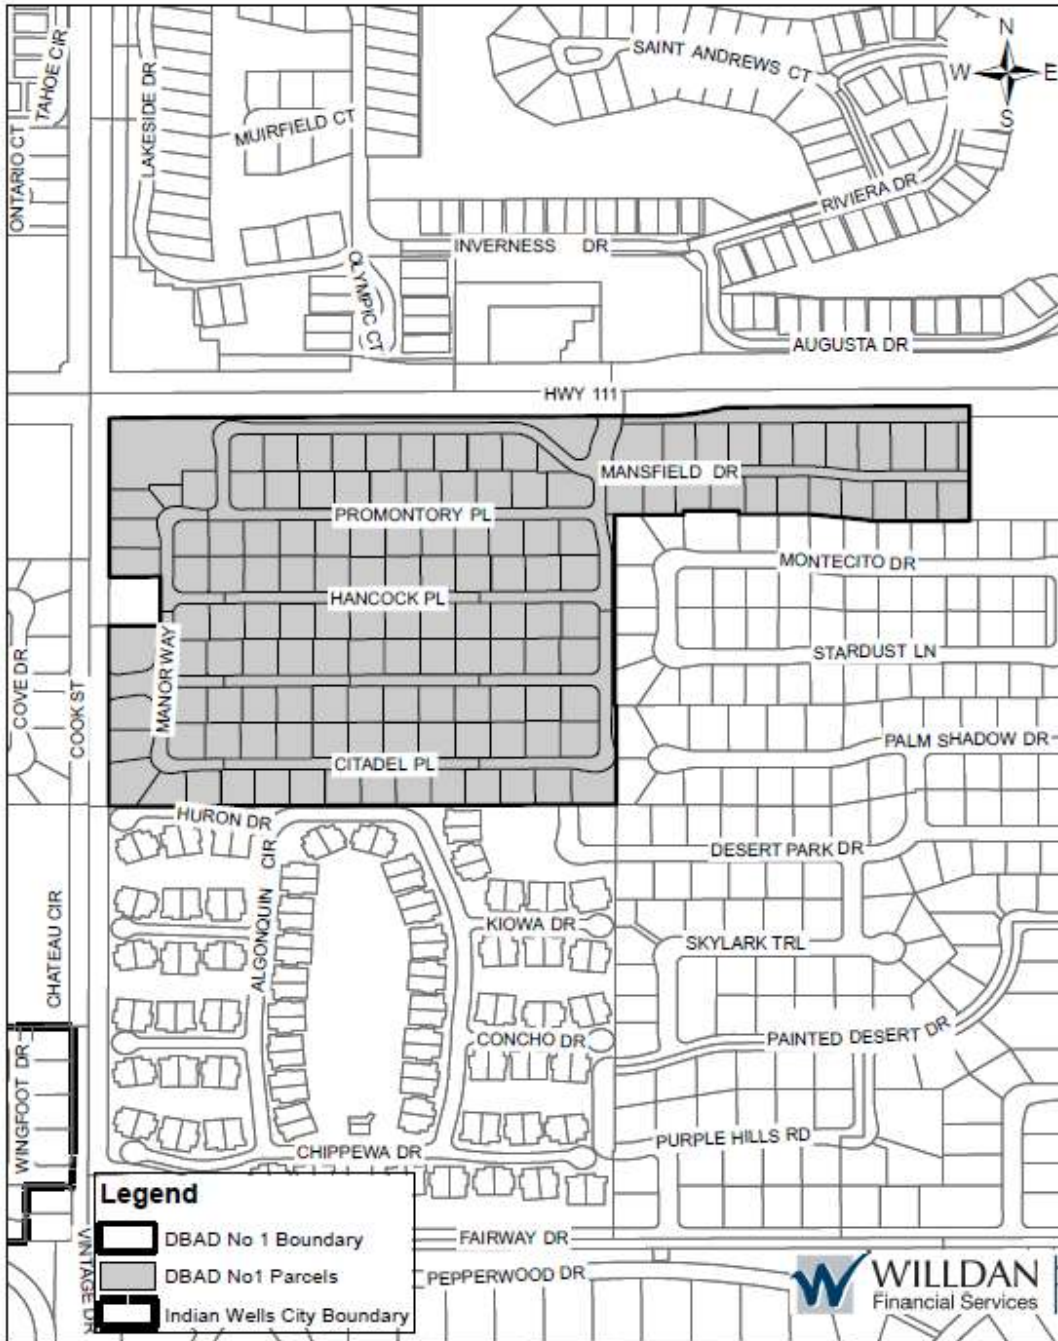 N
W E
S
TAHOE CIR
ONTARIO CT
LAKESIDE DR
MUIRFIELD CT
SAINT ANDREWS CT
RIVIERA DR
INVERNESS DR
OLYMPIC CT
AUGUSTA DR
HWY 111
MANSFIELD DR
PROMONTORY PL
MONTECITO DR
HANCOCK PL
STARDUST LN
MANOR WAY
COVE DR
COOK ST
PALM SHADOW DR
CITADEL PL
HURON DR
DESERT PARK DR
ALGONQUIN CIR
CHATEAU CIR
KIOWA DR
SKYLARK TRL
CONCHO DR
PAINTED DESERT DR
WINGFOOT DR
PURPLE HILLS RD
CHIPPEWA DR
VINTAGE DR
FAIRWAY DR
PEPPERWOOD DR
Legend
DBAD No 1 Boundary
DBAD No1 Parcels
Indian Wells City Boundary
WILLDAN
Financial Services